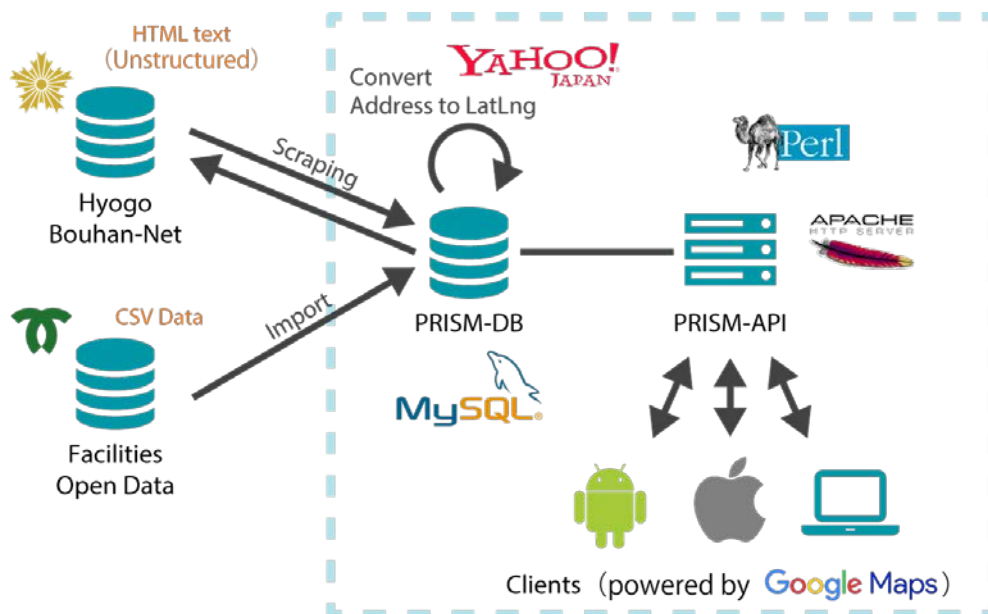 HTML text
(Unstructured)
Hyogo
Bouhan-Net
CSV Data
Facilities
Open Data
Scraping
Import
Convert
Address to LatLng
YAHOO!
JAPAN
PRISM-DB
MySQL®
Perl
APACHE
HTTP SERVER
PRISM-API
Clients (powered by Google Maps)